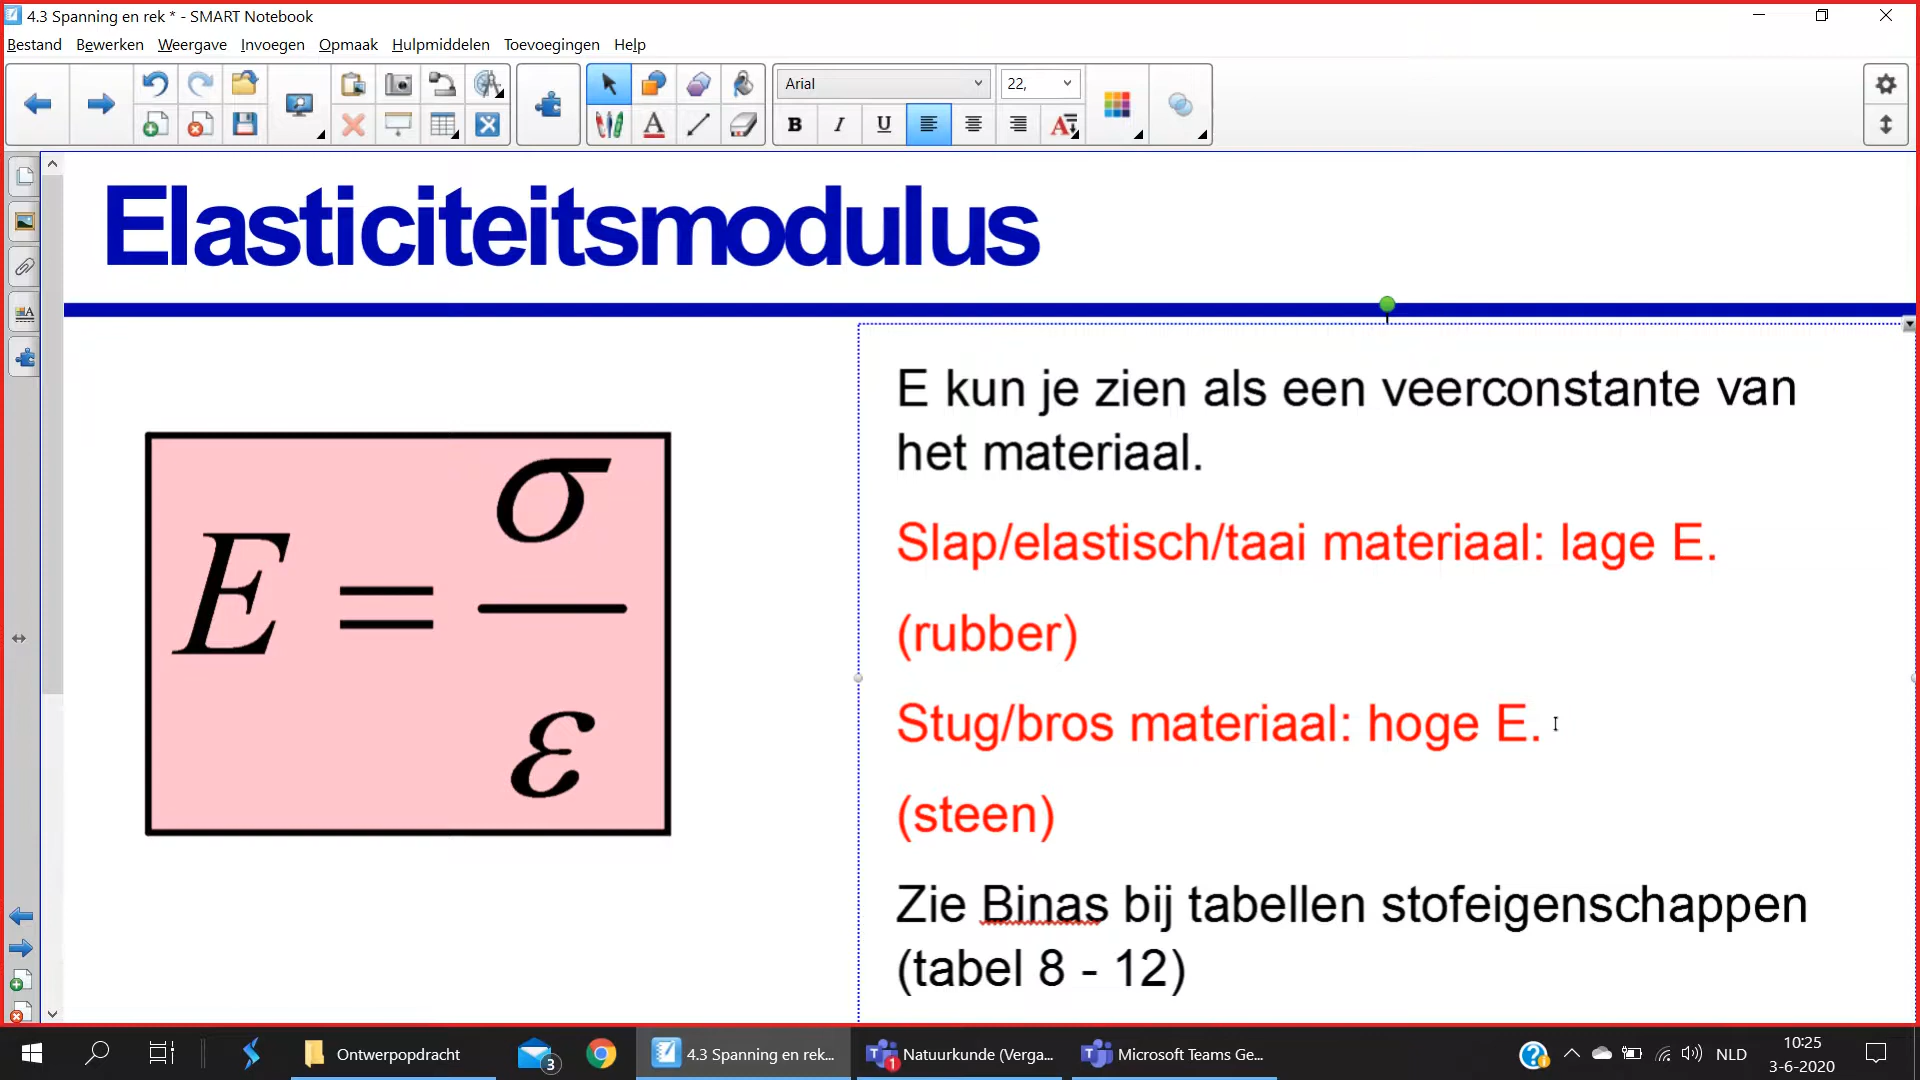 4.3 Spanning en rek * - SMART Notebook
Bestand Bewerken Weergave Invoegen Opmaak Hulpmiddelen Toevoegingen Help
Arial 22,
B I U
Elasticiteitsmodulus
E = σ / ε
E kun je zien als een veerconstante van
het materiaal.
Slap/elastisch/taai materiaal: lage E.
(rubber)
Stug/bros materiaal: hoge E.
(steen)
Zie Binas bij tabellen stofeigenschappen
(tabel 8 - 12)
Ontwerpopdracht 3 4.3 Spanning en rek... 1 Natuurkunde (Verga... Microsoft Teams Ge... NLD 10:25
3-6-2020